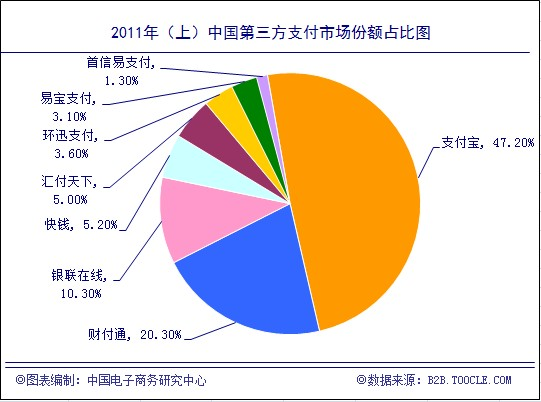 2011年（上）中国第三方支付市场份额占比图
首信易支付，
1.30%
易宝支付，
3.10%
环迅支付，
3.60%
汇付天下，
5.00%
快钱，5.20%
银联在线，
10.30%
财付通，20.30%
支付宝，47.20%
©图表编制：中国电子商务研究中心
©数据来源：B2B.TOOCLE.COM